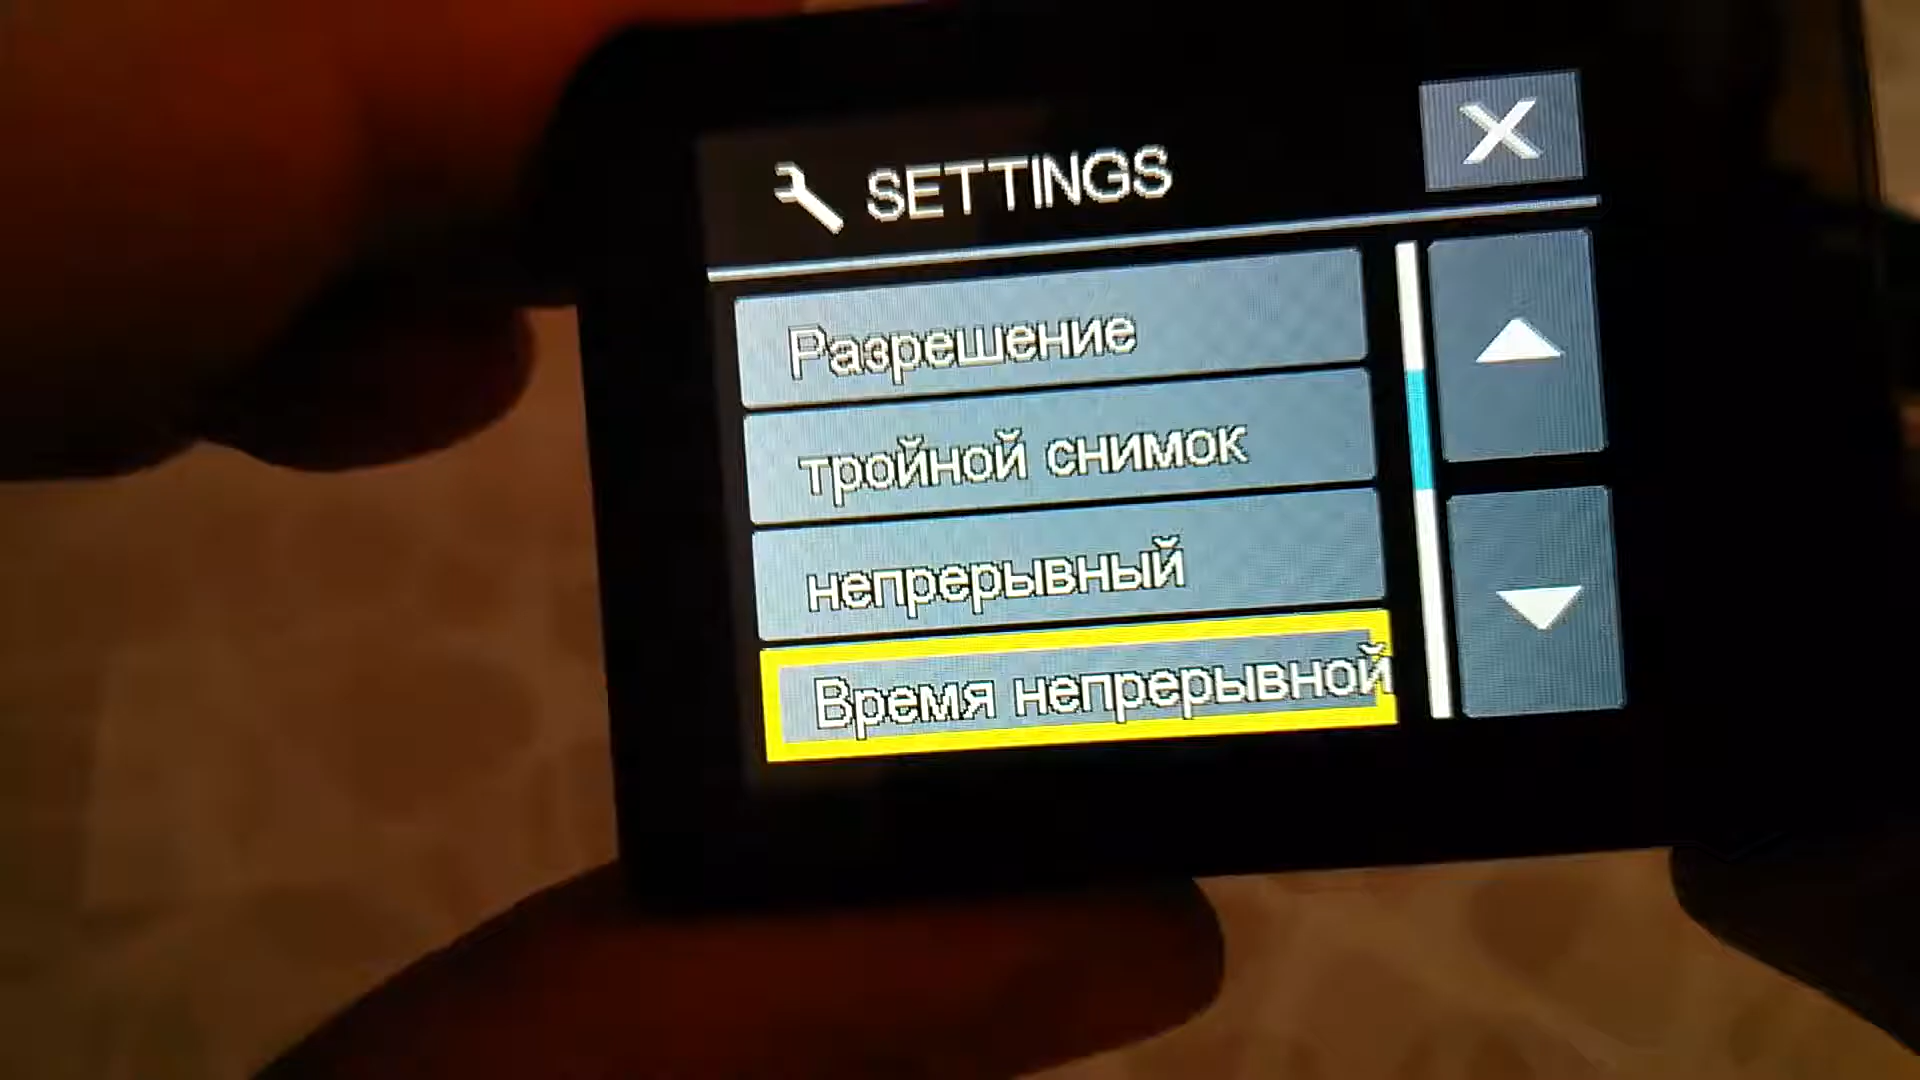 SETTINGS
Разрешение
тройной снимок
непрерывный
Время непрерывной